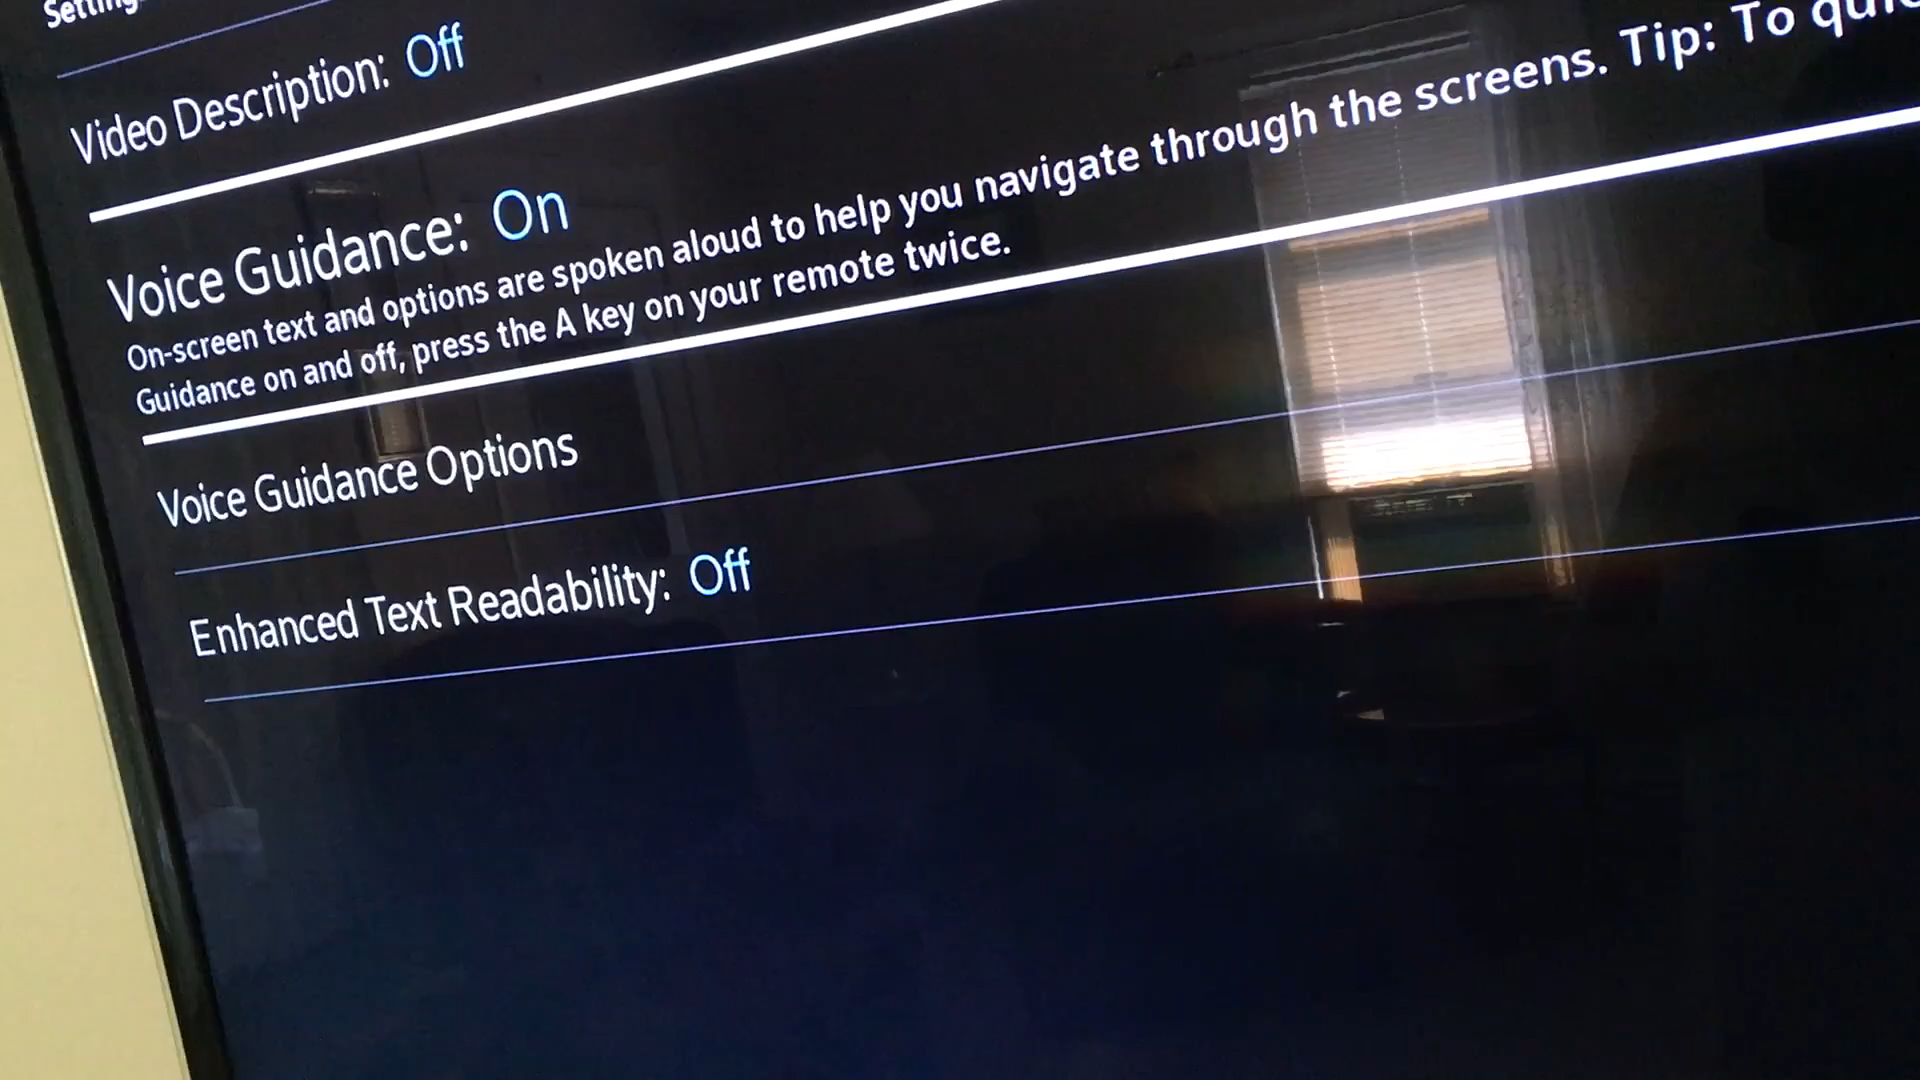 Video Description: Off
Voice Guidance: On
On-screen text and options are spoken aloud to help you navigate through the screens. Tip: To
Guidance on and off, press the A key on your remote twice.
Voice Guidance Options
Enhanced Text Readability: Off